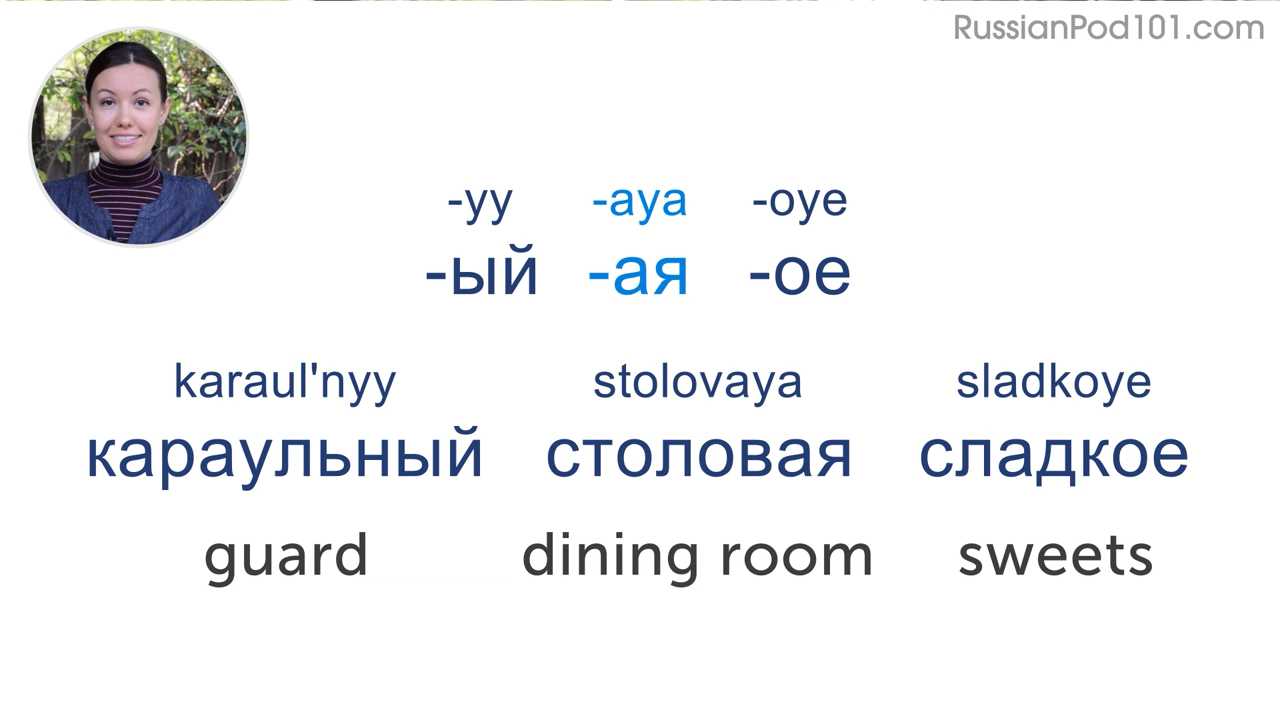 RussianPod101.com
-yy -aya -oye
-ый -ая -ое
karaul'nyy stolovaya sladkoye
караульный столовая сладкое
guard dining room sweets